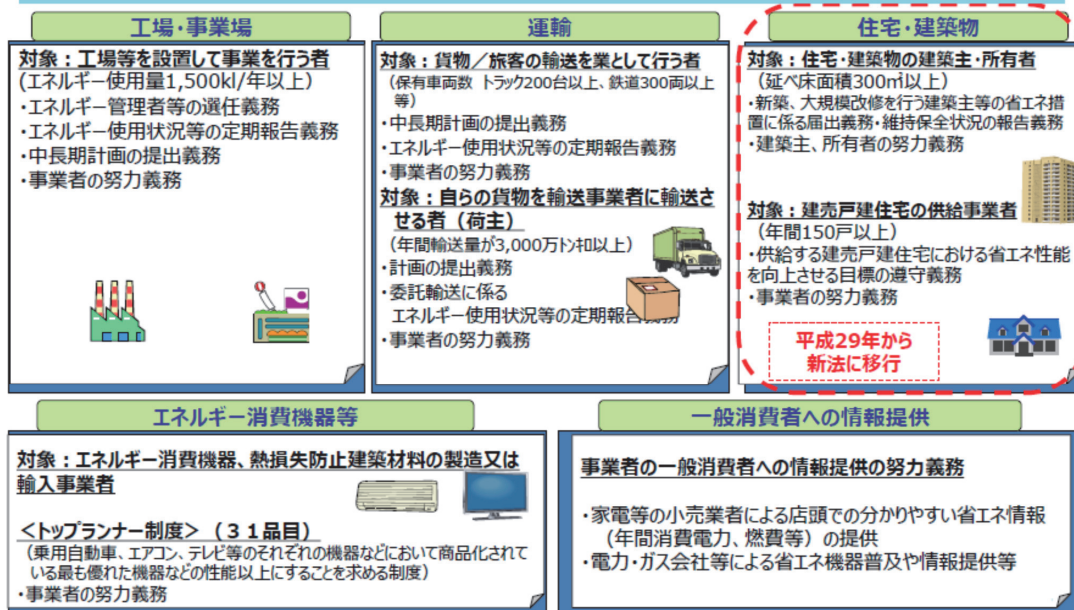 工場・事業場
対象：工場等を設置して事業を行う者
（エネルギー使用量1,500kl/年以上）
・エネルギー管理者等の選任義務
・エネルギー使用状況等の定期報告義務
・中長期計画の提出義務
・事業者の努力義務
運輸
対象：貨物／旅客の輸送を業として行う者
（保有車両数 トラック200台以上、鉄道300両以上
等）
・中長期計画の提出義務
・エネルギー使用状況等の定期報告義務
・事業者の努力義務
対象：自らの貨物を輸送事業者に輸送さ
せる者（荷主）
（年間輸送量が3,000万ﾄﾝｷﾛ以上）
・計画の提出義務
・委託輸送に係る
エネルギー使用状況等の定期報告義務
・事業者の努力義務
住宅・建築物
対象：住宅・建築物の建築主・所有者
（延べ床面積300㎡以上）
・新築、大規模改修を行う建築主等の省エネ措
置に係る届出義務・維持保全状況の報告義務
・建築主、所有者の努力義務
対象：建売戸建住宅の供給事業者
（年間150戸以上）
・供給する建売戸建住宅における省エネ性能
を向上させる目標の遵守義務
・事業者の努力義務
平成29年から
新法に移行
エネルギー消費機器等
対象：エネルギー消費機器、熱損失防止建築材料の製造又は
輸入事業者
＜トップランナー制度＞（３１品目）
（乗用自動車、エアコン、テレビ等のそれぞれの機器などにおいて商品化されて
いる最も優れた機器などの性能以上にすることを求める制度）
・事業者の努力義務
一般消費者への情報提供
事業者の一般消費者への情報提供の努力義務
・家電等の小売業者による店頭での分かりやすい省エネ情報
（年間消費電力、燃費等）の提供
・電力・ガス会社等による省エネ機器普及や情報提供等